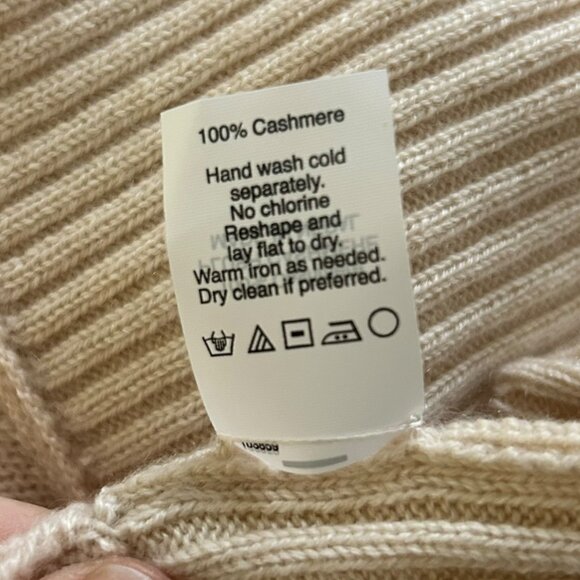 100% Cashmere
Hand wash cold
separately.
No chlorine
Reshape and
lay flat to dry.
Warm iron as needed.
Dry clean if preferred.